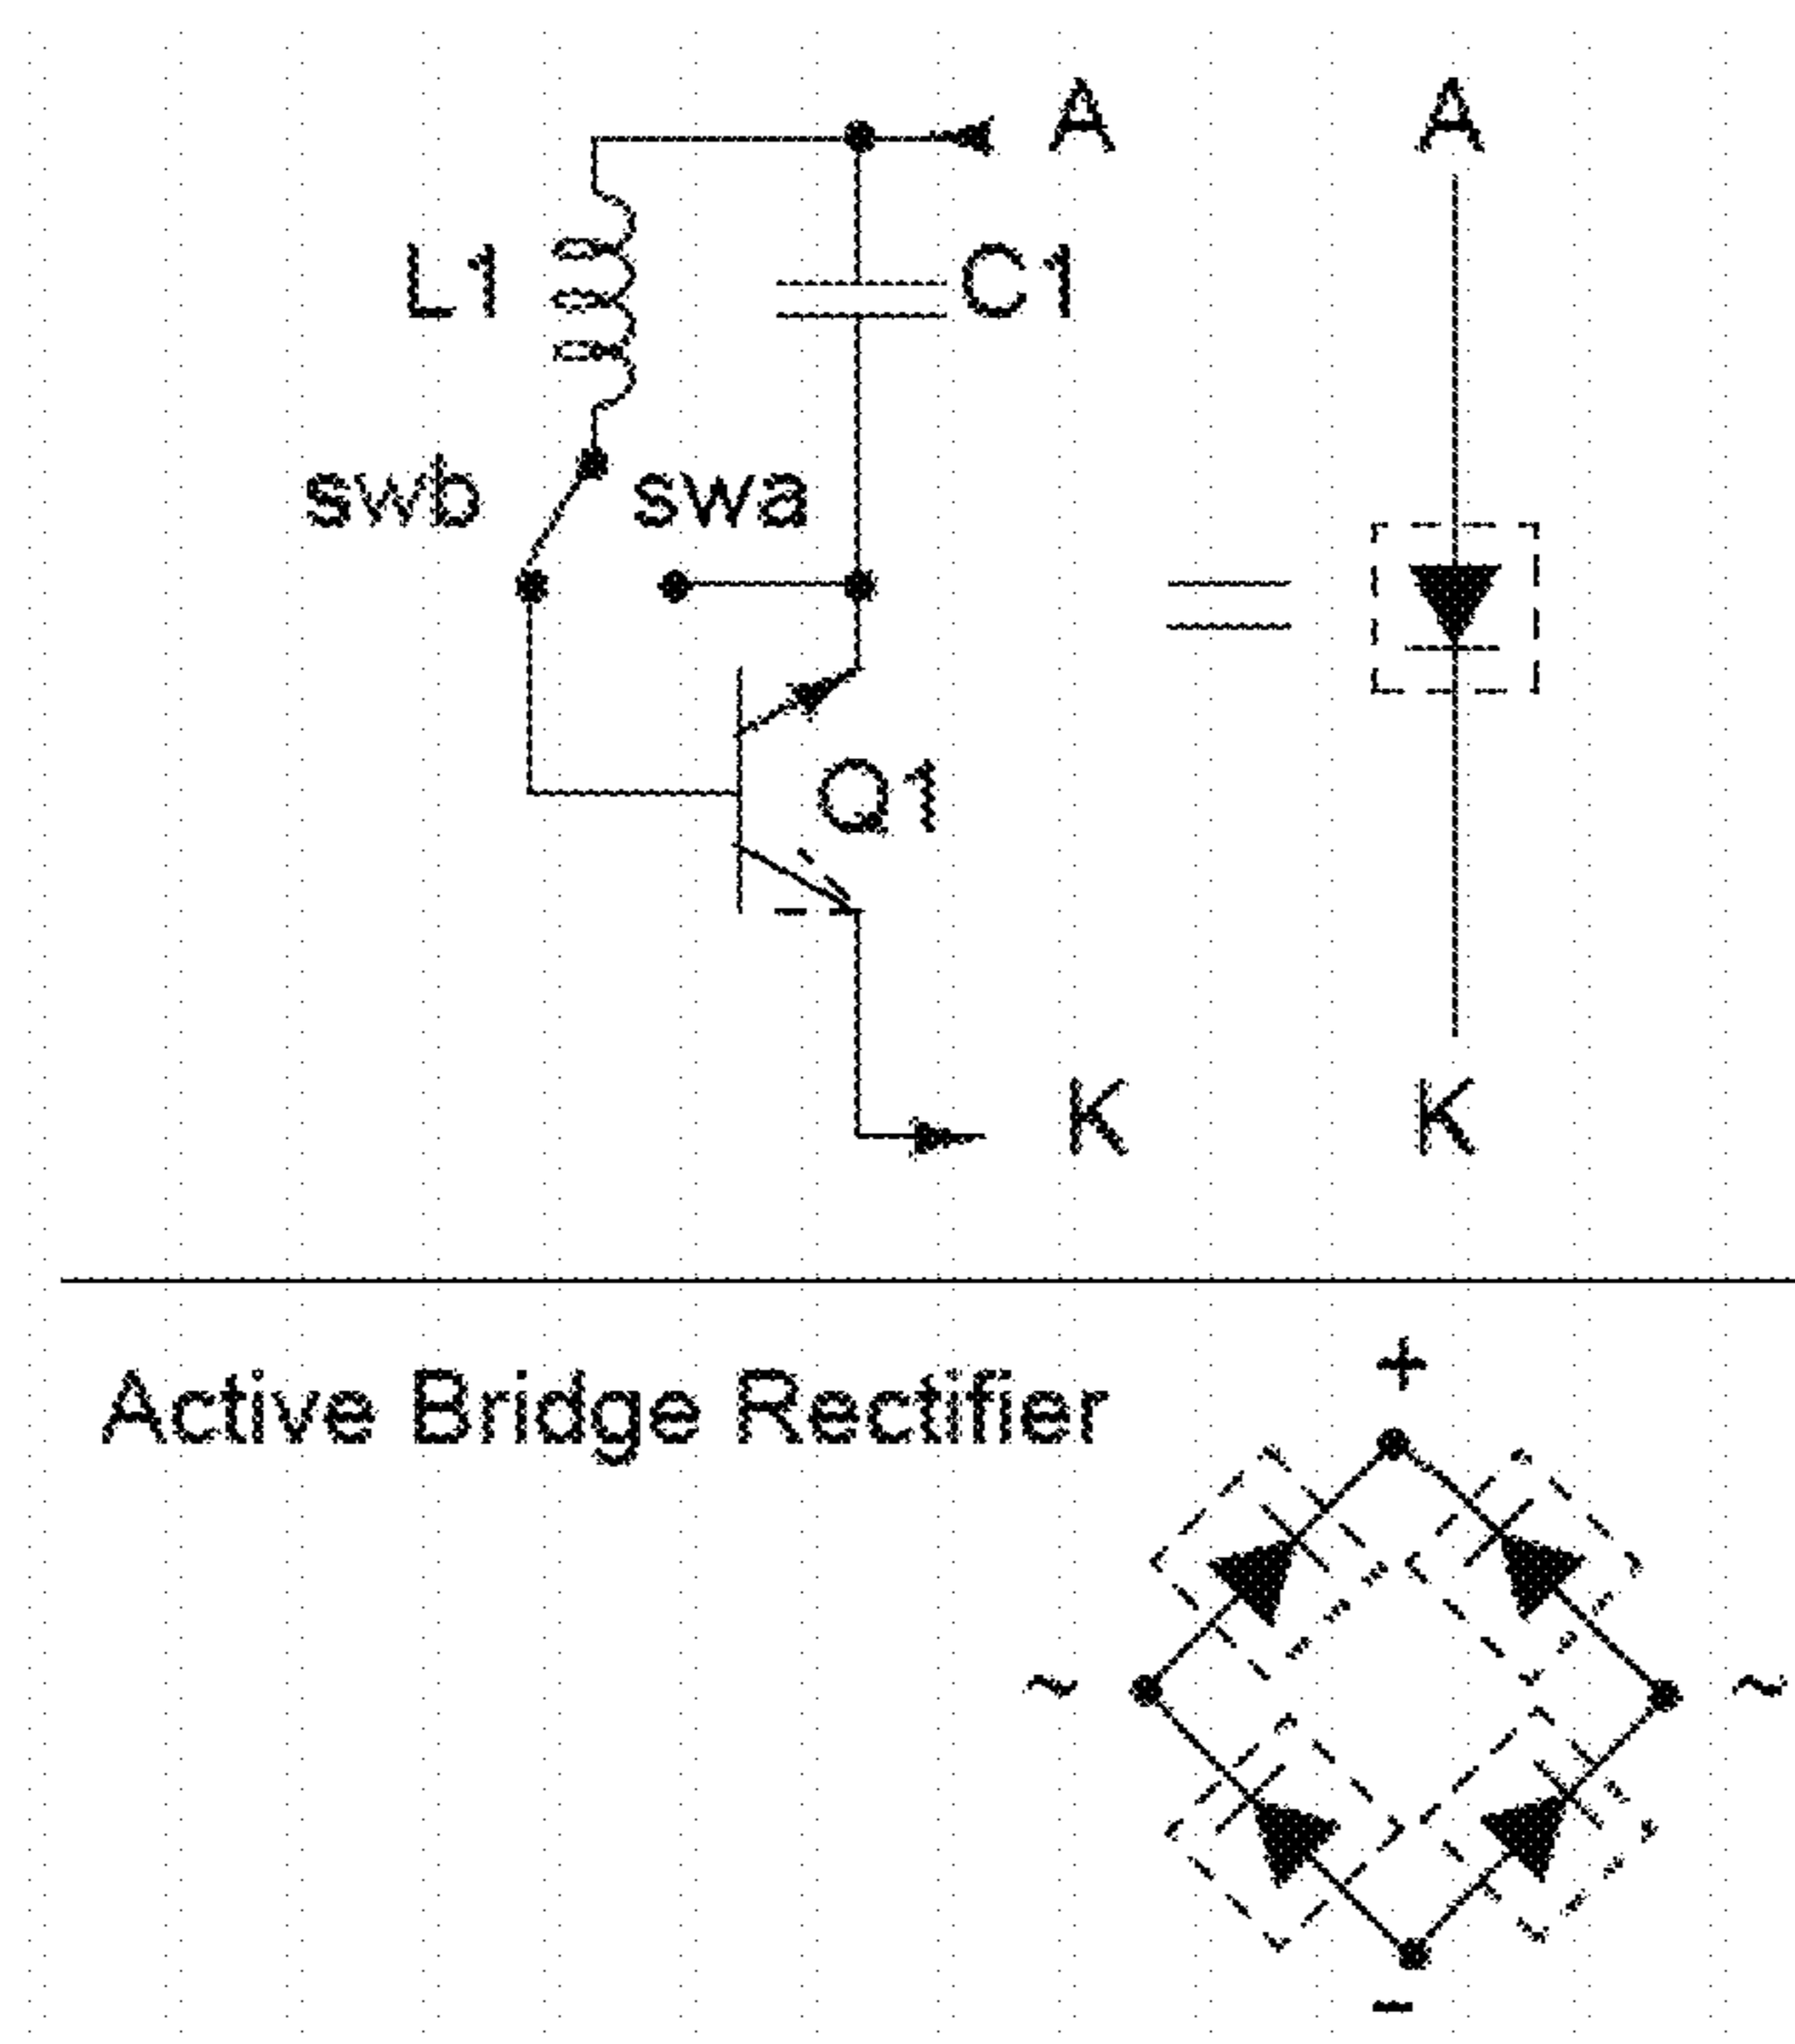 A A
L1 C1
swb swa
=
Q1
K K
Active Bridge Rectifier
+
~ ~
-